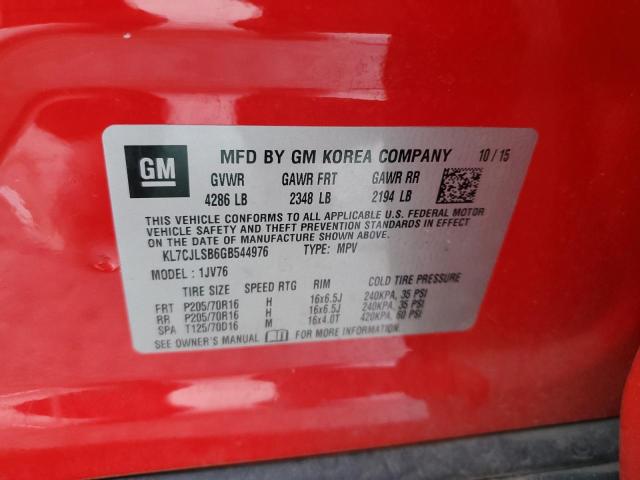 GM MFD BY GM KOREA COMPANY 10/15
GVWR GAWR FRT GAWR RR
4286 LB 2348 LB 2194 LB
THIS VEHICLE CONFORMS TO ALL APPLICABLE U.S. FEDERAL MOTOR
VEHICLE SAFETY AND THEFT PREVENTION STANDARDS IN EFFECT ON
THE DATE OF MANUFACTURE SHOWN ABOVE.
KL7CJLSB6GB544976 TYPE: MPV
MODEL: 1JV76
TIRE SIZE SPEED RTG RIM COLD TIRE PRESSURE
FRT P205/70R16 H 16x6.5J 240KPA, 35 PSI
RR P205/70R16 H 16x6.5J 240KPA, 35 PSI
SPA T125/70D16 M 16x4.0T 420KPA, 60 PSI
SEE OWNER'S MANUAL FOR MORE INFORMATION.